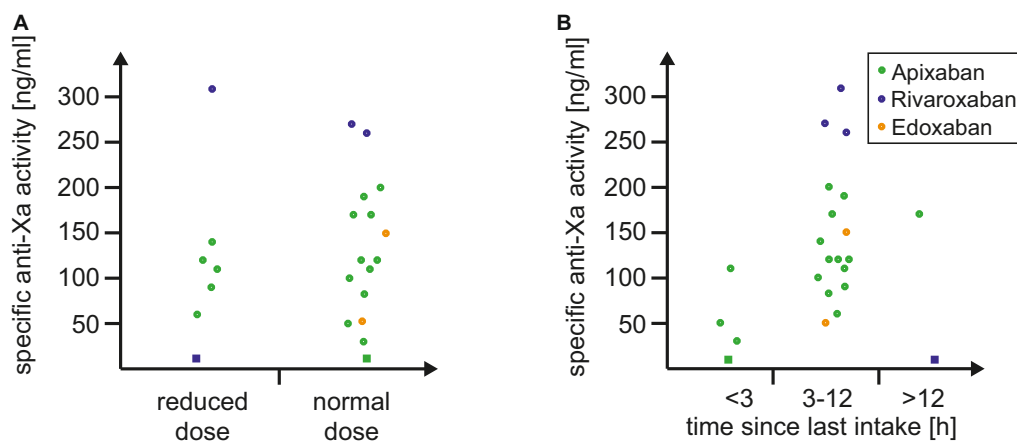 A
specific anti-Xa activity [ng/ml]
300
250
200
150
100
50
reduced
dose
normal
dose
B
specific anti-Xa activity [ng/ml]
300
250
200
150
100
50
Apixaban
Rivaroxaban
Edoxaban
<3
3-12
>12
time since last intake [h]